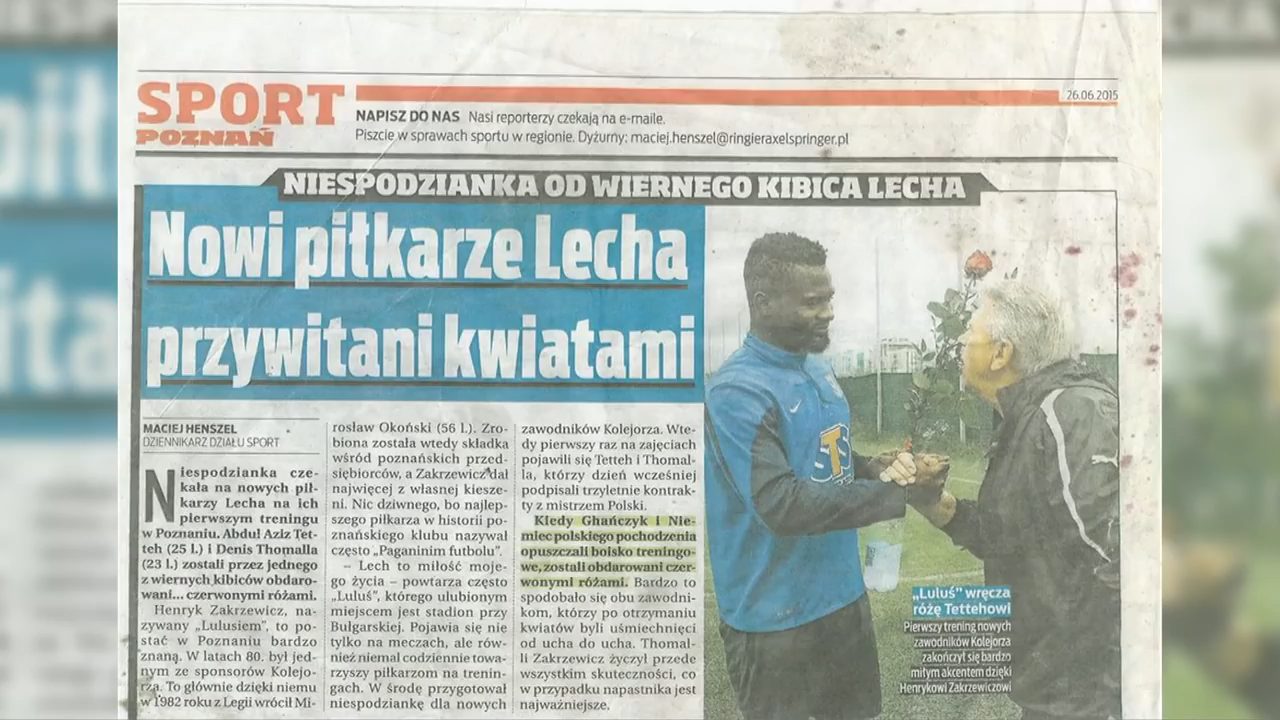 SPORT
POZNAŃ
26.06.2015
NAPISZ DO NAS Nasi reporterzy czekają na e-maile.
Piszcie w sprawach sportu w regionie. Dyżurny: maciej.henszel@ringieraxelspringer.pl
NIESPODZIANKA OD WIERNEGO KIBICA LECHA
Nowi piłkarze Lecha
przywitani kwiatami
MACIEJ HENSZEL
DZIENNIKARZ DZIAŁU SPORT
Niespodzianka cze-
kała na nowych pił-
karzy Lecha na ich
pierwszym treningu
w Poznaniu. Abdul Aziz Tet-
teh (25 l.) i Denis Thomalla
(23 l.) zostali przez jednego
z wiernych kibiców obdaro-
wani... czerwonymi różami.
Henryk Zakrzewicz, na-
zywany „Lulusiem”, to po-
stać w Poznaniu bardzo
znana. W latach 80. był jed-
nym ze sponsorów Kolejo-
rza. To głównie dzięki niemu
w 1982 roku z Legii wrócił Mi-
rosław Okoński (56 l.). Zro-
biona została wtedy składka
wśród poznańskich przed-
siębiorców, a Zakrzewicz dał
najwięcej z własnej kiesze-
ni. Nic dziwnego, bo najlep-
szego piłkarza w historii po-
znańskiego klubu nazywał
często „Paganinim futbolu”.
– Lech to miłość moje-
go życia – powtarza często
„Luluś”, którego ulubionym
miejscem jest stadion przy
Bułgarskiej. Pojawia się nie
tylko na meczach, ale rów-
nież niemal codziennie towa-
rzyszy piłkarzom na trenin-
gach. W środę przygotował
niespodziankę dla nowych
zawodników Kolejorza. Wte-
dy pierwszy raz na zajęciach
pojawili się Tetteh i Thomal-
la, którzy dzień wcześniej
podpisali trzyletnie kontrak-
ty z mistrzem Polski.
Kiedy Ghańczyk i Nie-
miec polskiego pochodzenia
opuszczali boisko treningo-
we, zostali obdarowani czer-
wonymi różami. Bardzo to
spodobało się obu zawodni-
kom, którzy po otrzymaniu
kwiatów byli uśmiechnięci
od ucha do ucha. Thomal-
li Zakrzewicz życzył przede
wszystkim skuteczności, co
w przypadku napastnika jest
najważniejsze.
„Luluś” wręcza
różę Tettehowi
Pierwszy trening nowych
zawodników Kolejorza
zakończył się bardzo
miłym akcentem dzięki
Henrykowi Zakrzewiczowi